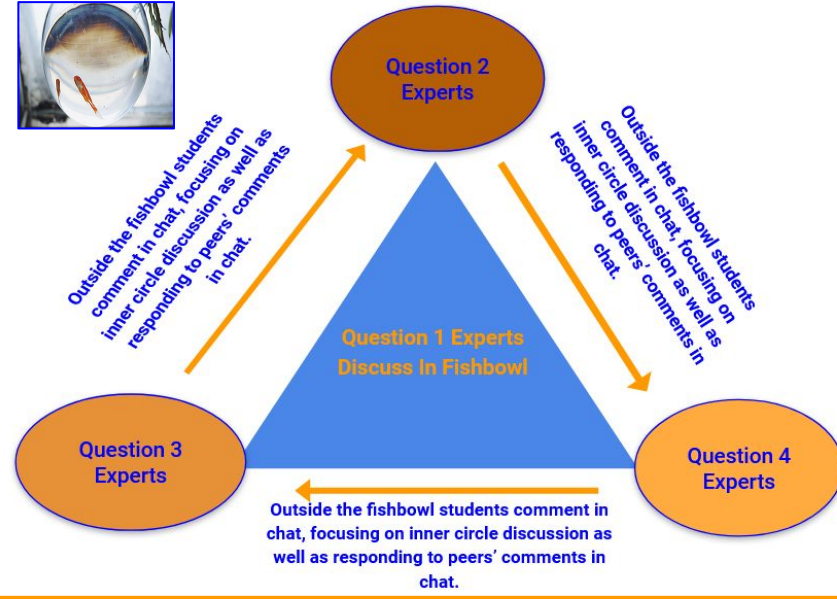 Question 2
Experts
Outside the fishbowl students
comment in chat, focusing on
inner circle discussion as well as
responding to peers' comments
in chat.
Outside the fishbowl students
comment in chat, focusing on
inner circle discussion as well as
responding to peers' comments in
chat.
Question 1 Experts
Discuss In Fishbowl
Question 3
Experts
Question 4
Experts
Outside the fishbowl students comment in
chat, focusing on inner circle discussion as
well as responding to peers' comments in
chat.